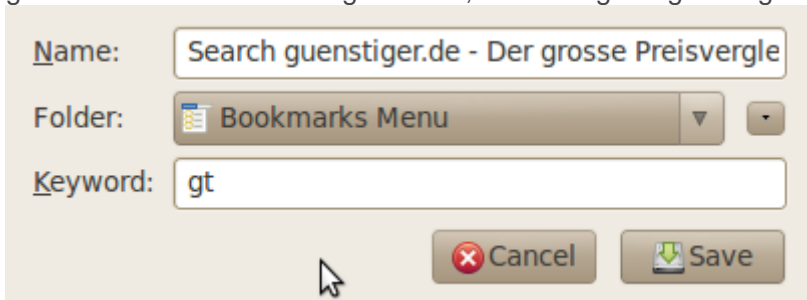 Name: Search guenstiger.de - Der grosse Preisvergle
Folder: Bookmarks Menu
Keyword: gt
Cancel Save